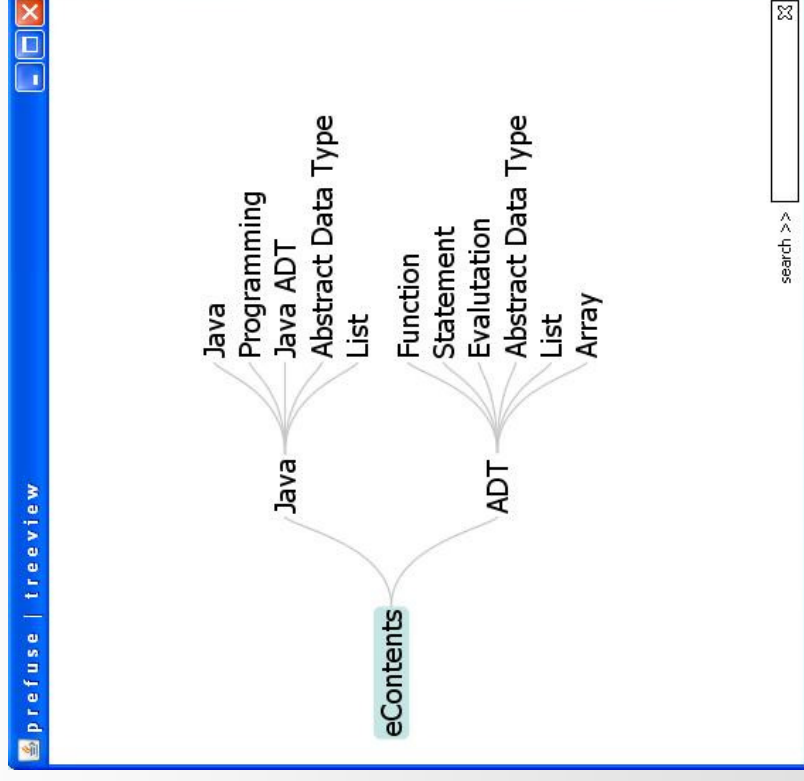 prefuse | treeview
eContents
Java
Java
Programming
Java ADT
Abstract Data Type
List
ADT
Function
Statement
Evalutation
Abstract Data Type
List
Array
search >>